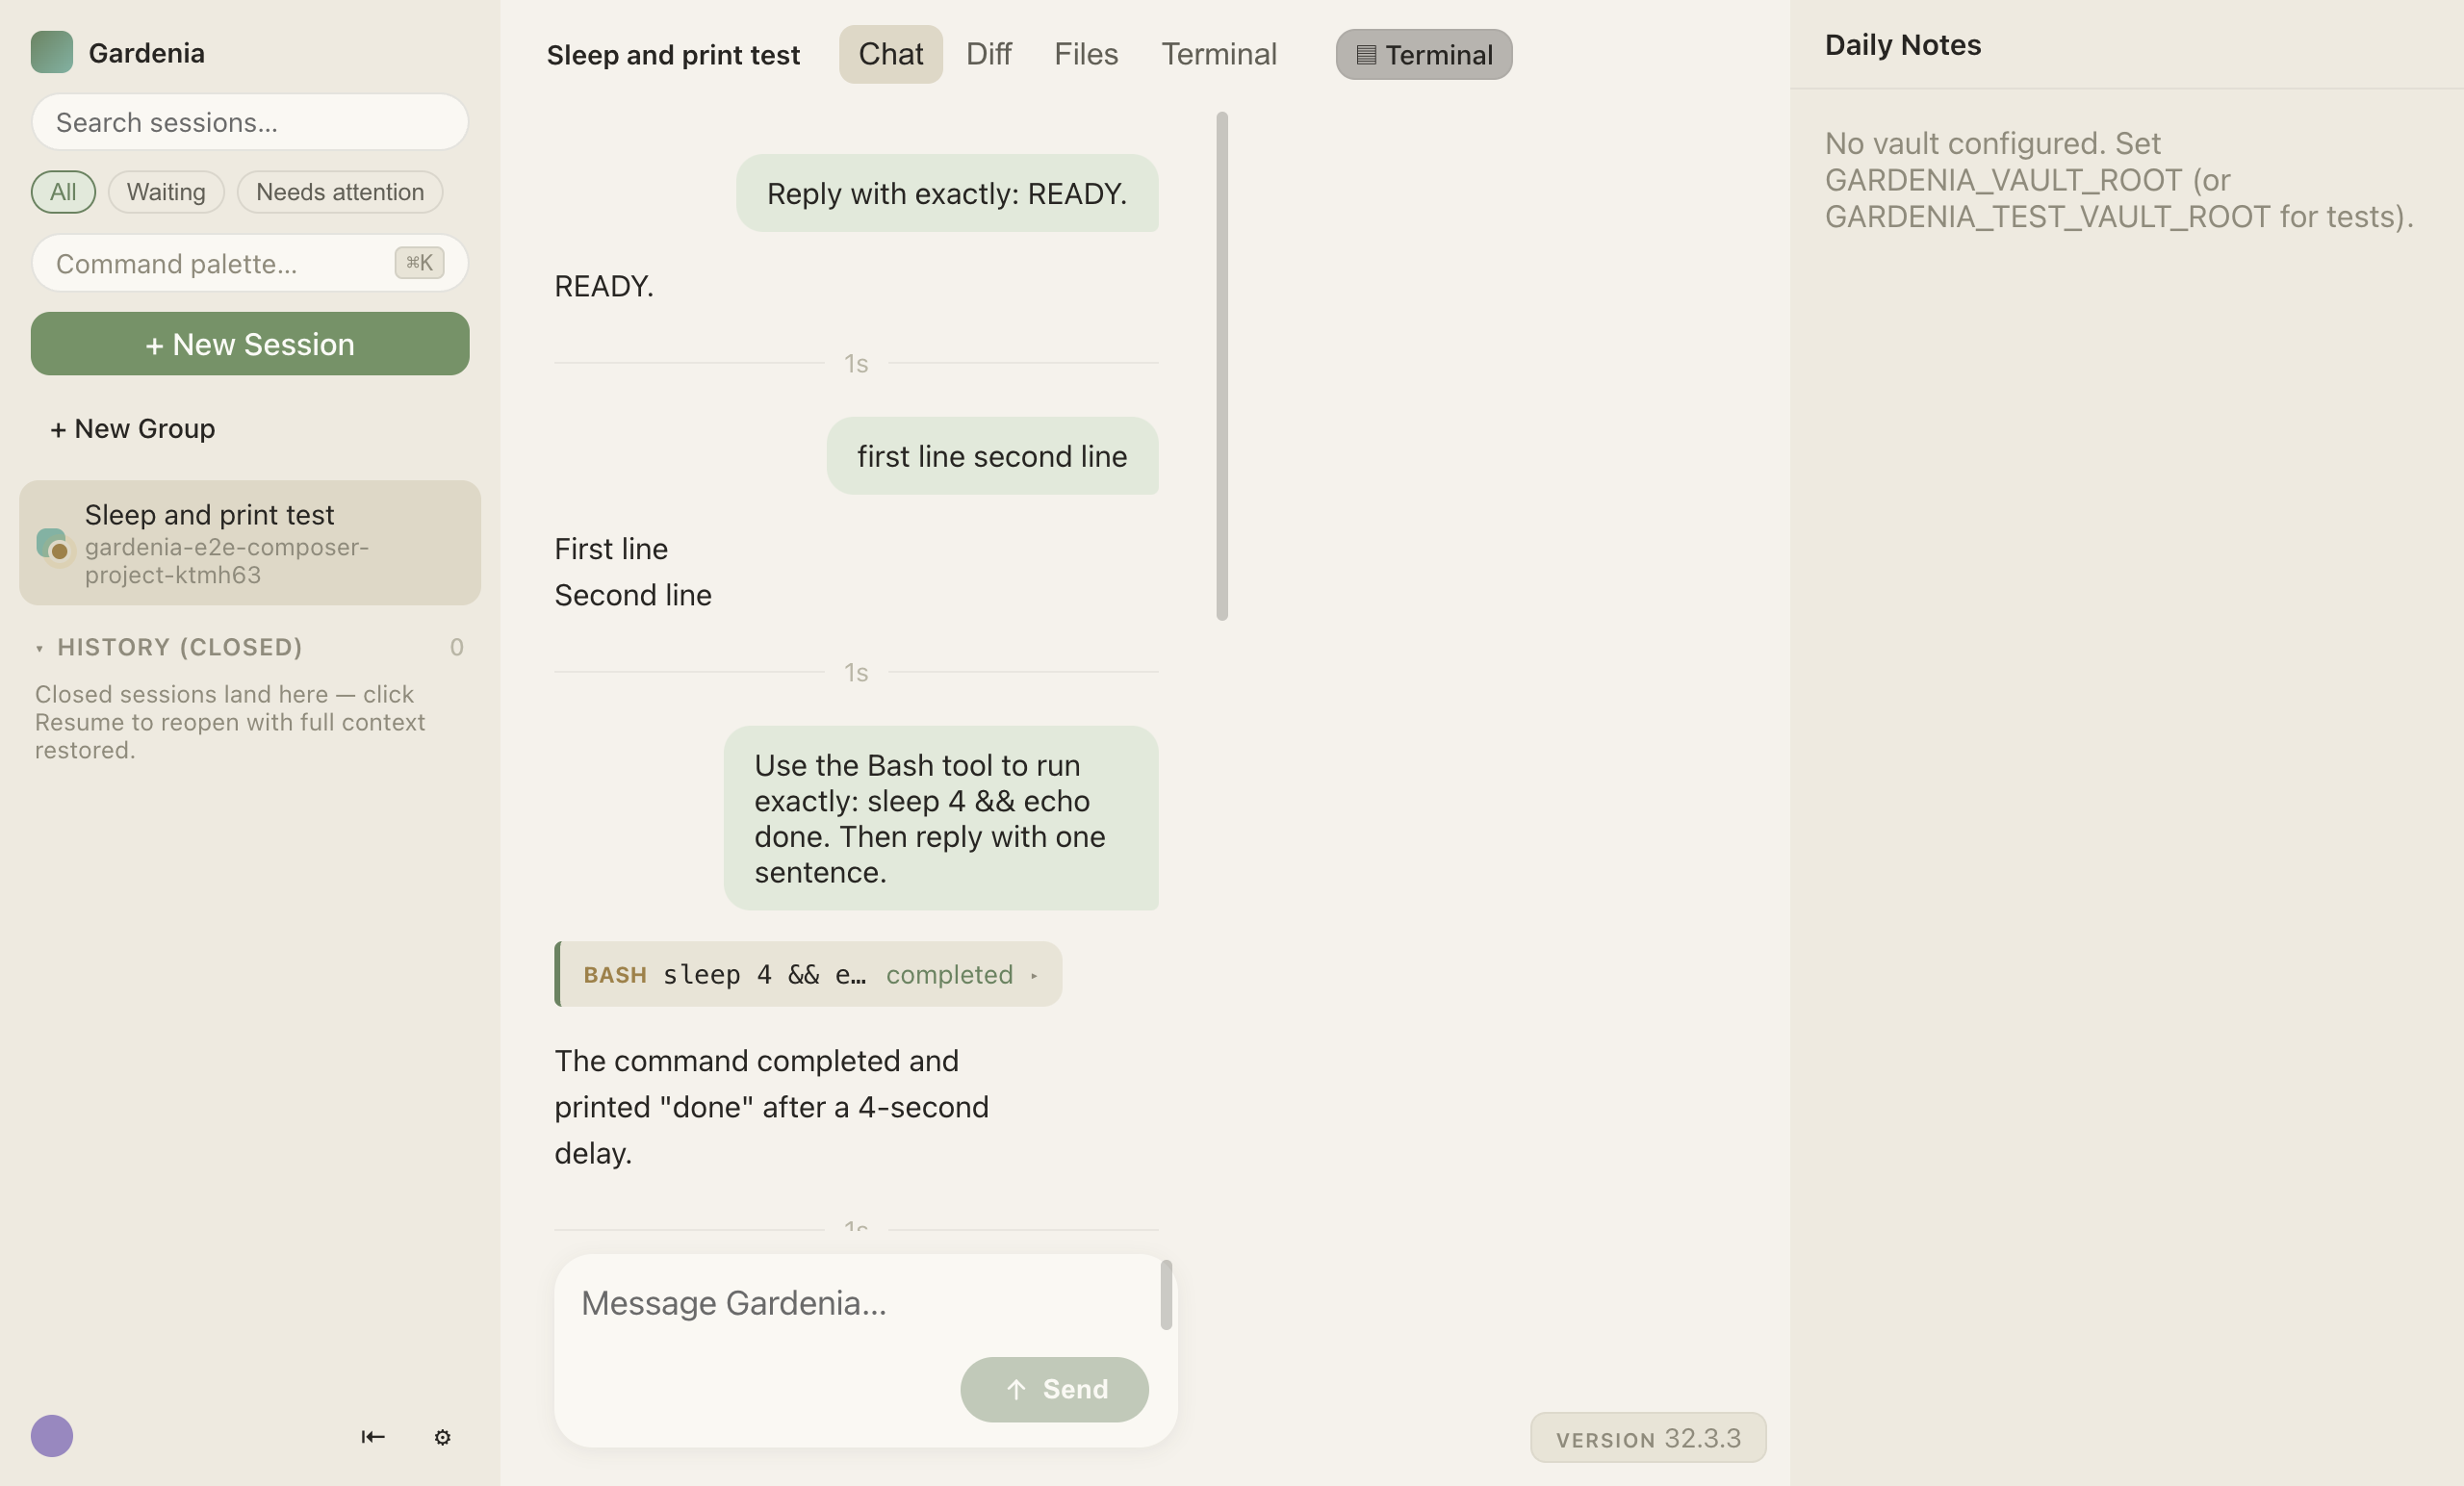 Gardenia
Search sessions...
All
Waiting
Needs attention
Command palette...
⌘K
+ New Session
+ New Group
Sleep and print test
gardenia-e2e-composer-
project-ktmh63
HISTORY (CLOSED)
0
Closed sessions land here — click
Resume to reopen with full context
restored.
Sleep and print test
Chat
Diff
Files
Terminal
Terminal
Reply with exactly: READY.
READY.
1s
first line second line
First line
Second line
1s
Use the Bash tool to run
exactly: sleep 4 && echo
done. Then reply with one
sentence.
BASH sleep 4 && e… completed
The command completed and
printed "done" after a 4-second
delay.
1s
Message Gardenia...
↑ Send
VERSION 32.3.3
Daily Notes
No vault configured. Set
GARDENIA_VAULT_ROOT (or
GARDENIA_TEST_VAULT_ROOT for tests).